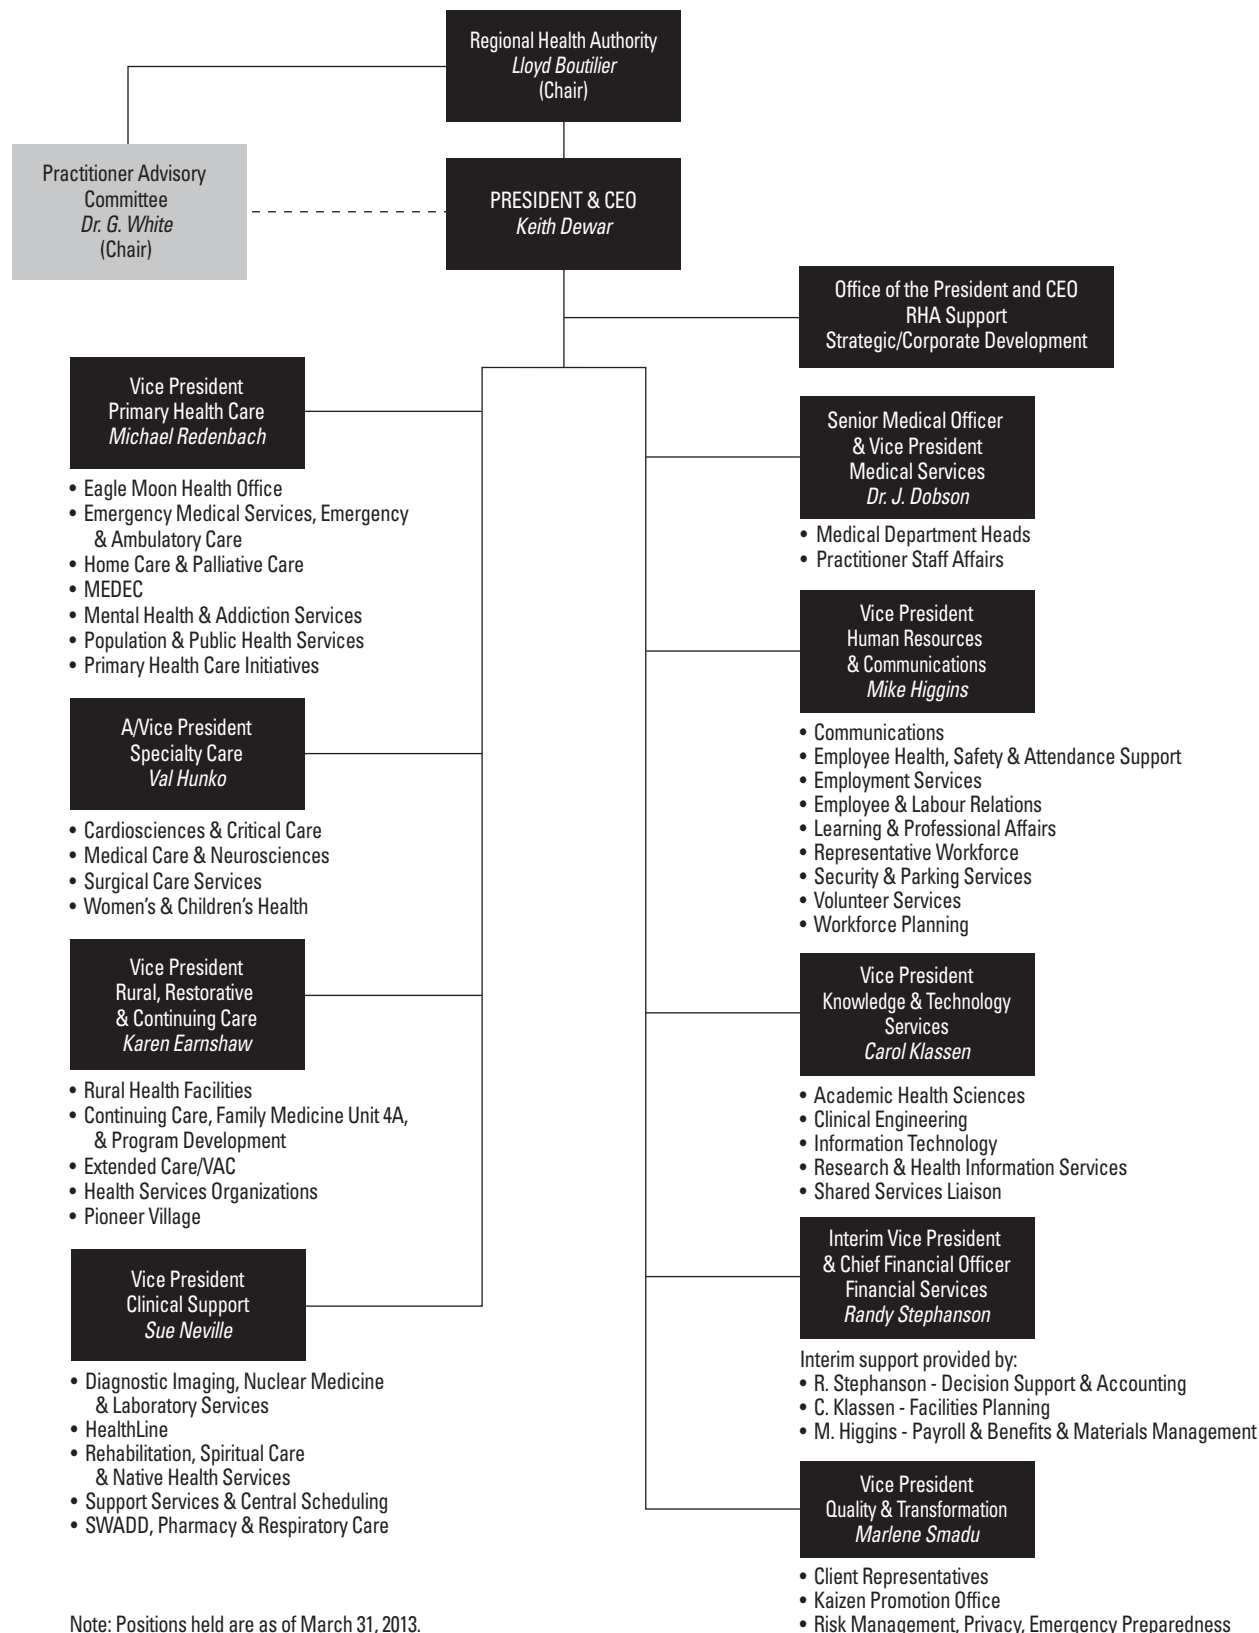 Regional Health Authority
Lloyd Boutilier
(Chair)
Practitioner Advisory
Committee
Dr. G. White
(Chair)
PRESIDENT & CEO
Keith Dewar
Office of the President and CEO
RHA Support
Strategic/Corporate Development
Vice President
Primary Health Care
Michael Redenbach
• Eagle Moon Health Office
• Emergency Medical Services, Emergency
& Ambulatory Care
• Home Care & Palliative Care
• MEDEC
• Mental Health & Addiction Services
• Population & Public Health Services
• Primary Health Care Initiatives
A/Vice President
Specialty Care
Val Hunko
• Cardiosciences & Critical Care
• Medical Care & Neurosciences
• Surgical Care Services
• Women's & Children's Health
Vice President
Rural, Restorative
& Continuing Care
Karen Earnshaw
• Rural Health Facilities
• Continuing Care, Family Medicine Unit 4A,
& Program Development
• Extended Care/VAC
• Health Services Organizations
• Pioneer Village
Vice President
Clinical Support
Sue Neville
• Diagnostic Imaging, Nuclear Medicine
& Laboratory Services
• HealthLine
• Rehabilitation, Spiritual Care
& Native Health Services
• Support Services & Central Scheduling
• SWADD, Pharmacy & Respiratory Care
Senior Medical Officer
& Vice President
Medical Services
Dr. J. Dobson
• Medical Department Heads
• Practitioner Staff Affairs
Vice President
Human Resources
& Communications
Mike Higgins
• Communications
• Employee Health, Safety & Attendance Support
• Employment Services
• Employee & Labour Relations
• Learning & Professional Affairs
• Representative Workforce
• Security & Parking Services
• Volunteer Services
• Workforce Planning
Vice President
Knowledge & Technology
Services
Carol Klassen
• Academic Health Sciences
• Clinical Engineering
• Information Technology
• Research & Health Information Services
• Shared Services Liaison
Interim Vice President
& Chief Financial Officer
Financial Services
Randy Stephanson
Interim support provided by:
• R. Stephanson - Decision Support & Accounting
• C. Klassen - Facilities Planning
• M. Higgins - Payroll & Benefits & Materials Management
Vice President
Quality & Transformation
Marlene Smadu
• Client Representatives
• Kaizen Promotion Office
• Risk Management, Privacy, Emergency Preparedness
Note: Positions held are as of March 31, 2013.